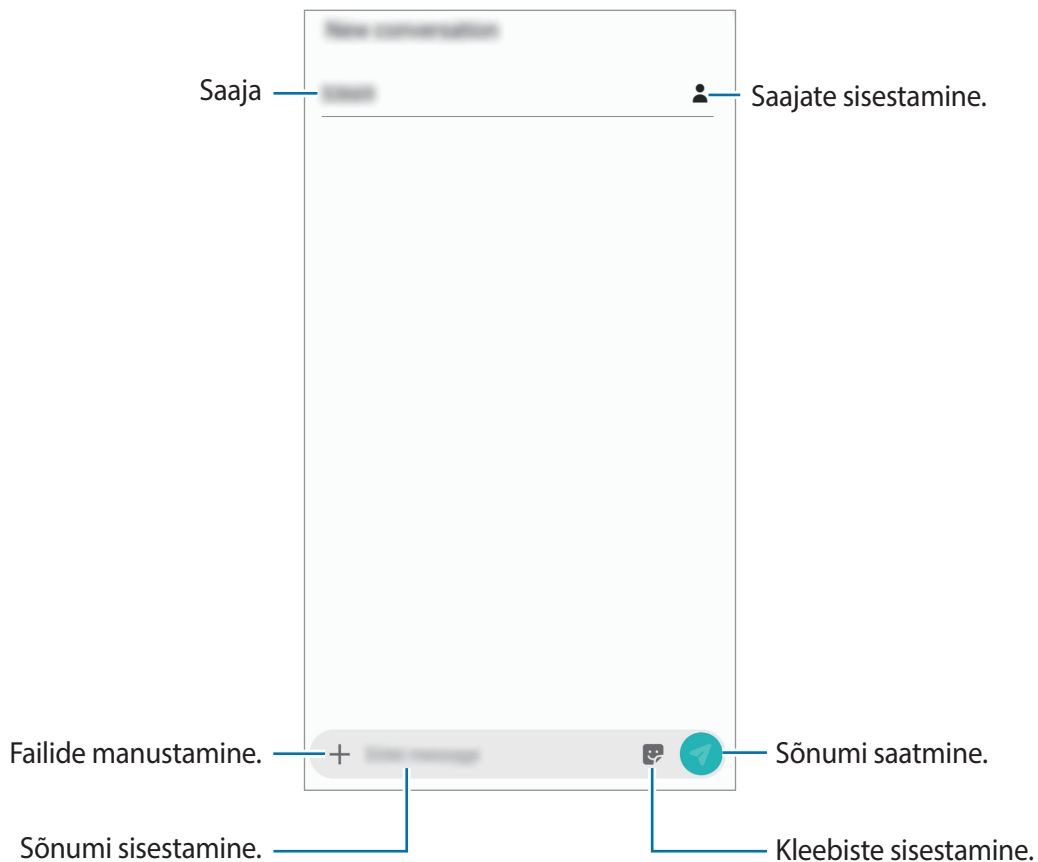 Saaja
Saajate sisestamine.
Failide manustamine.
Sõnumi saatmine.
Sõnumi sisestamine.
Kleebiste sisestamine.